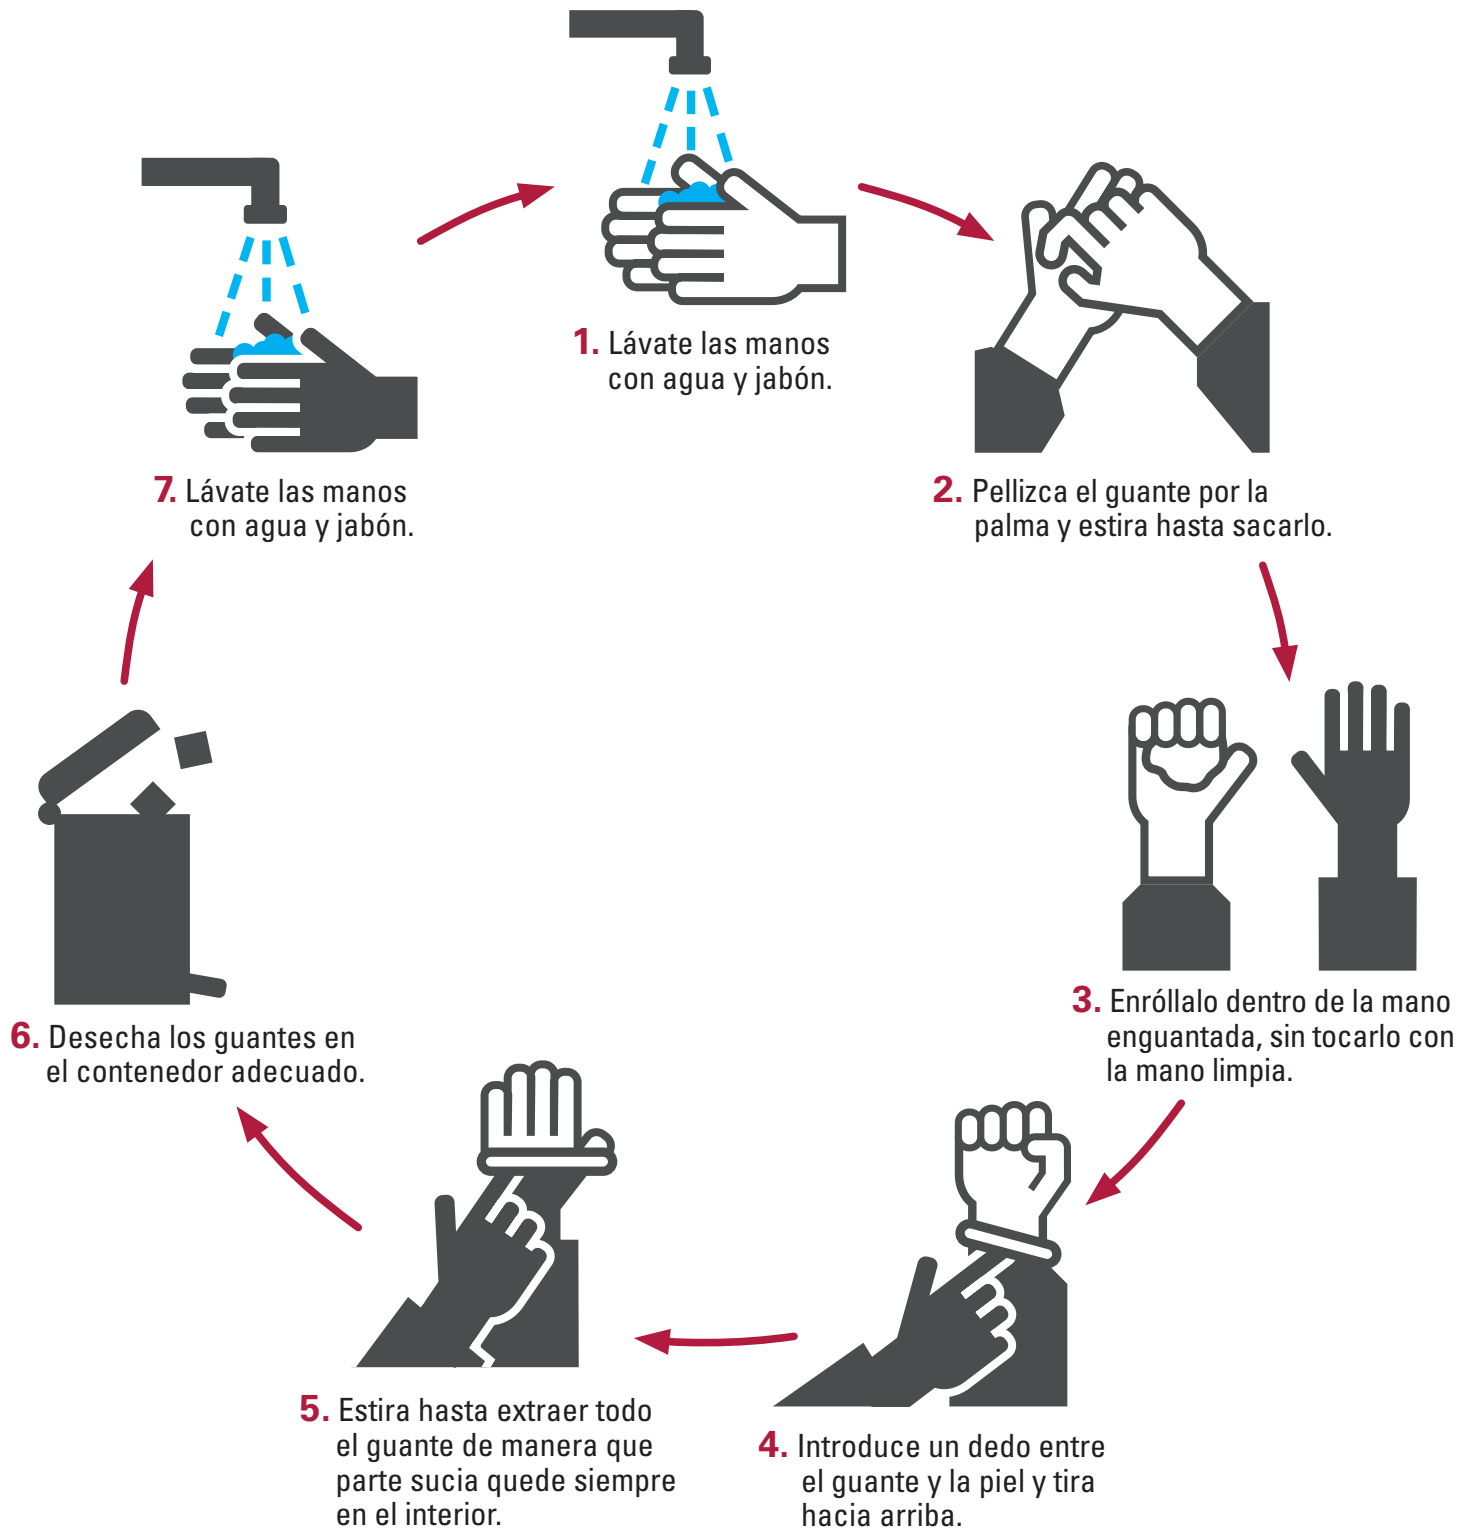 1. Lávate las manos
con agua y jabón.
2. Pellizca el guante por la
palma y estira hasta sacarlo.
3. Enróllalo dentro de la mano
enguantada, sin tocarlo con
la mano limpia.
4. Introduce un dedo entre
el guante y la piel y tira
hacia arriba.
5. Estira hasta extraer todo
el guante de manera que
parte sucia quede siempre
en el interior.
6. Desecha los guantes en
el contenedor adecuado.
7. Lávate las manos
con agua y jabón.